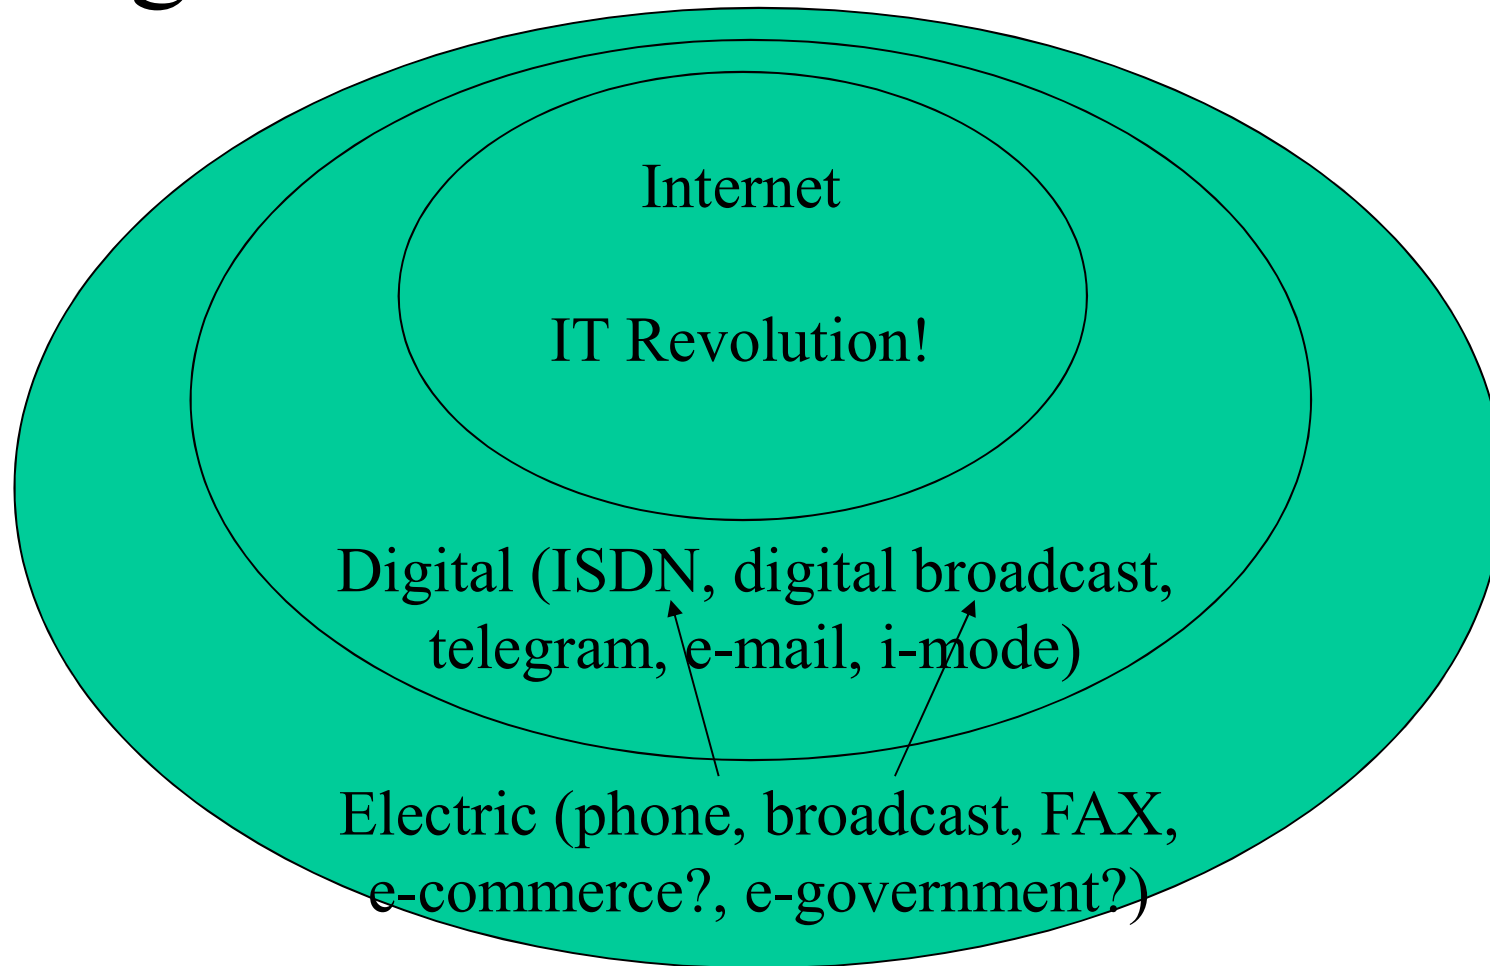 Internet
IT Revolution!
Digital (ISDN, digital broadcast,
telegram, e-mail, i-mode)
Electric (phone, broadcast, FAX,
e-commerce?, e-government?)